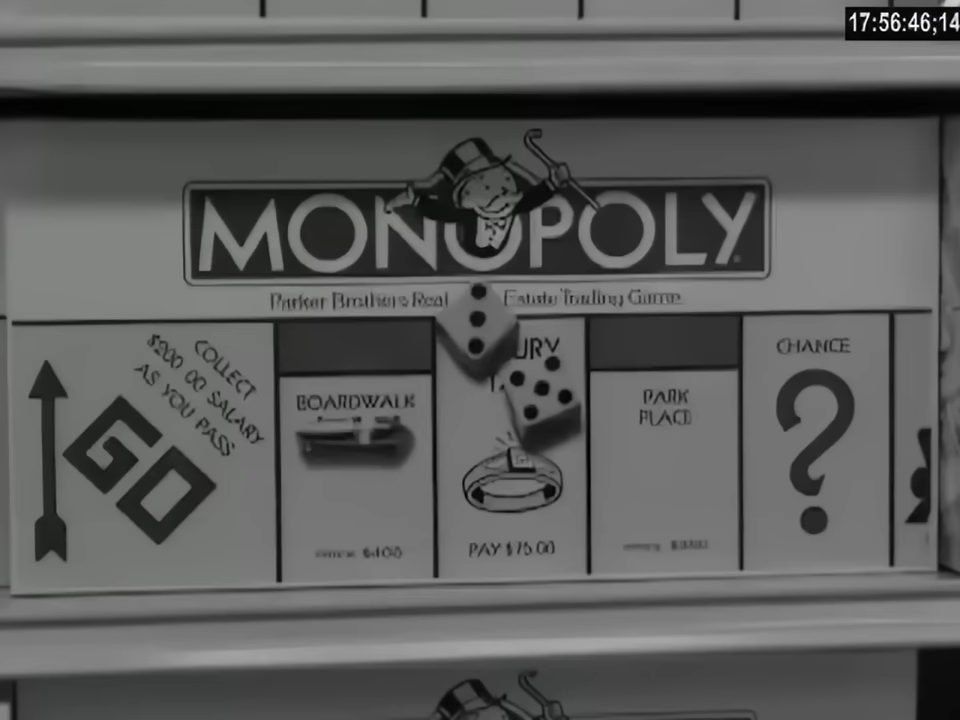 17:56:46;14
MONOPOLY
Parker Brothers Real Estate Trading Game
COLLECT
$200.00 SALARY
AS YOU PASS
GO
BOARDWALK
$400
PAY $75.00
PARK
PLACE
CHANCE